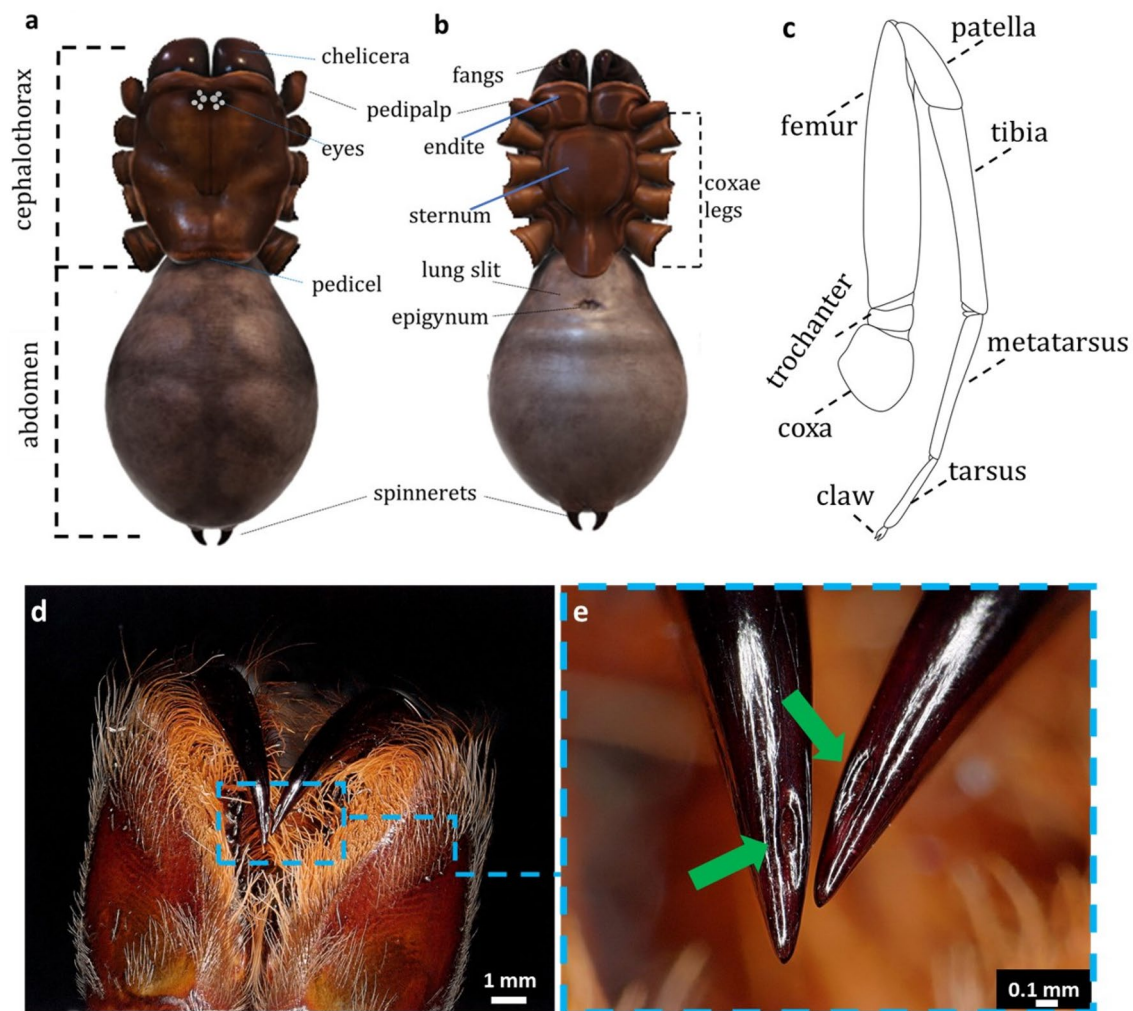 a
cephalothorax
abdomen
chelicera
pedipalp
eyes
pedicel
spinnerets
b
fangs
endite
sternum
lung slit
epigynum
coxae
legs
c
patella
femur
tibia
trochanter
metatarsus
coxa
tarsus
claw
d
1 mm
e
0.1 mm